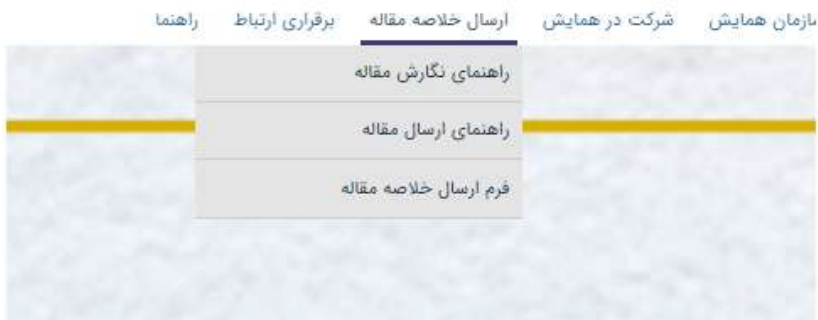 همایش شرکت در همایش ارسال خلاصه مقاله برقراری ارتباط راهنما
راهنمای نگارش مقاله
راهنمای ارسال مقاله
فرم ارسال خلاصه مقاله